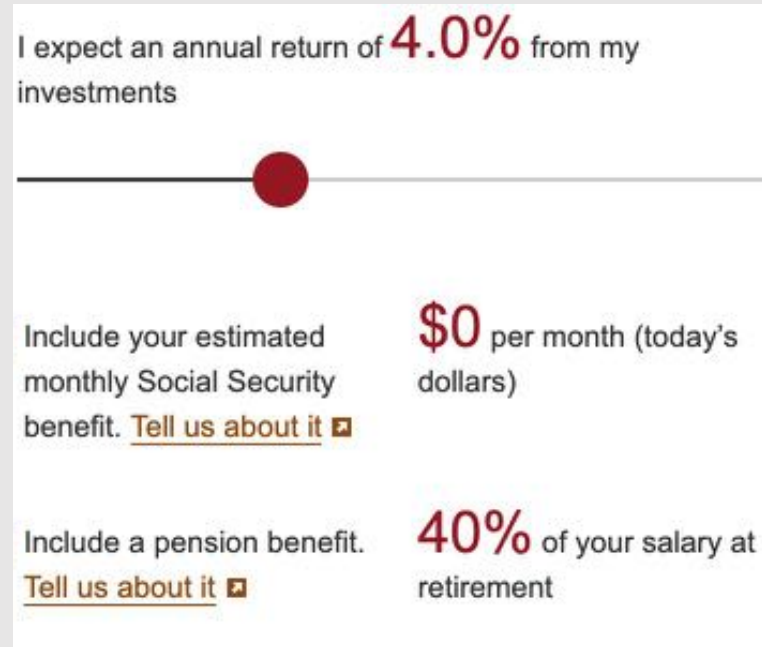 I expect an annual return of 4.0% from my
investments
Include your estimated
monthly Social Security
benefit. Tell us about it
$0 per month (today's
dollars)
Include a pension benefit.
Tell us about it
40% of your salary at
retirement